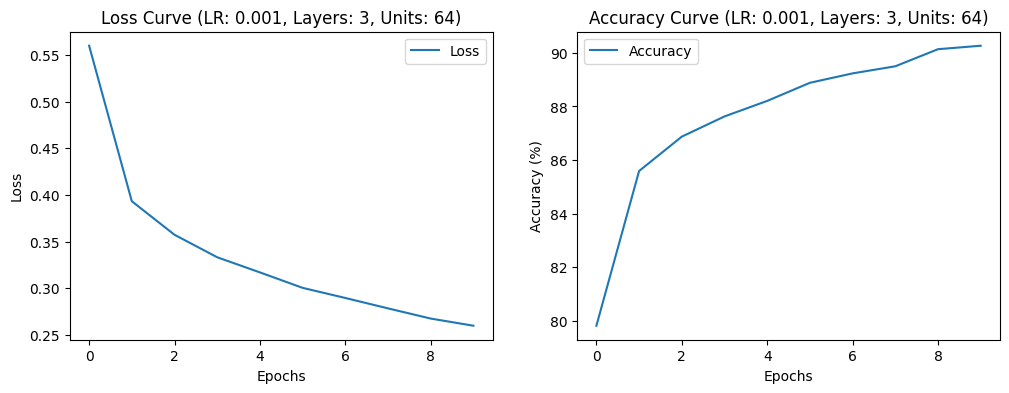 Loss Curve (LR: 0.001, Layers: 3, Units: 64)
Loss
0.55
0.50
0.45
0.40
0.35
0.30
0.25
Loss
0 2 4 6 8
Epochs
Accuracy Curve (LR: 0.001, Layers: 3, Units: 64)
Accuracy
90
88
86
84
82
80
Accuracy (%)
0 2 4 6 8
Epochs